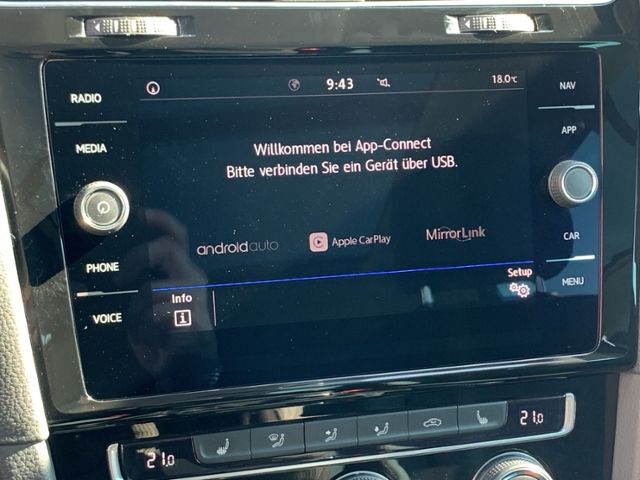 RADIO
MEDIA
PHONE
VOICE
9:43
18.0°C
Willkommen bei App-Connect
Bitte verbinden Sie ein Gerät über USB.
androidauto
Apple CarPlay
MirrorLink
Info
i
Setup
NAV
APP
CAR
MENU
21.0
21.0